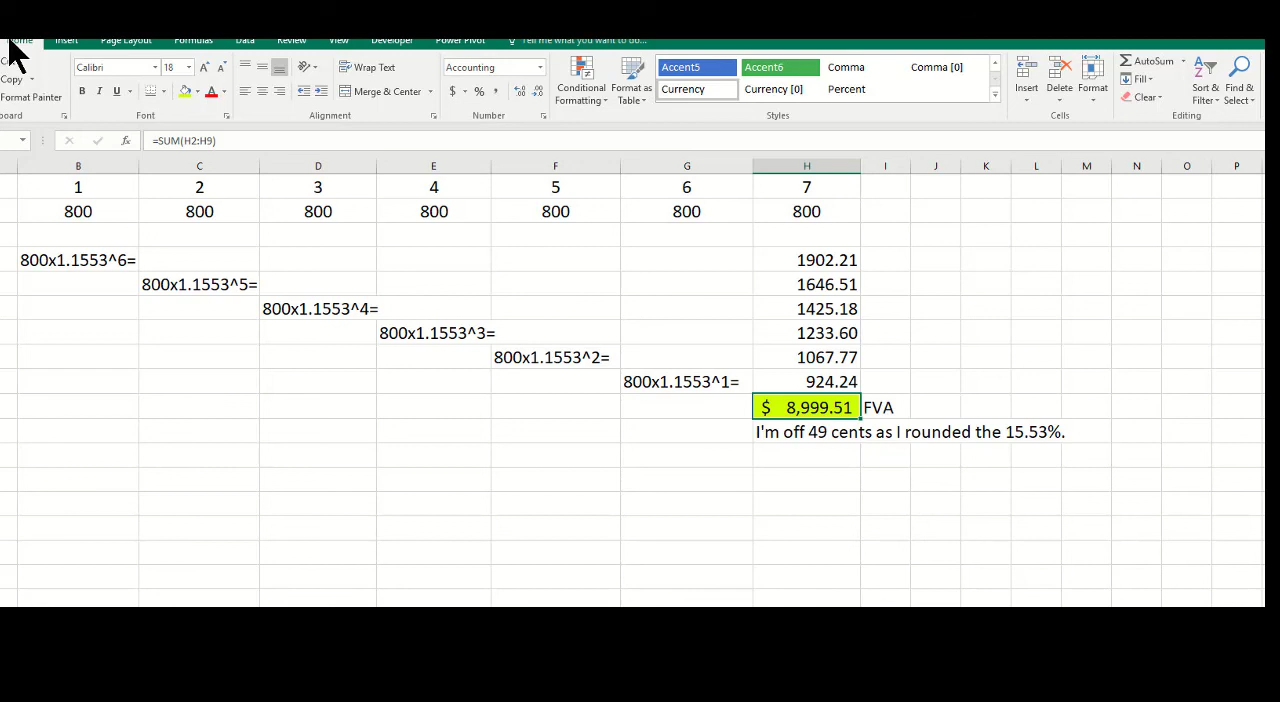 Home Insert Page Layout Formulas Data Review View Developer Power Pivot Tell me what you want to do...
Calibri 18 A A Wrap Text Accounting Accent5 Accent6 Comma Comma [0] AutoSum
Copy
Format Painter B I U A Merge & Center $ % , Conditional Formatting Format as Table Currency Currency [0] Percent Insert Delete Format Fill Clear Sort & Filter Find & Select
Font Alignment Number Styles Cells Editing
fx =SUM(H2:H9)
B C D E F G H I J K L M N O P
1 2 3 4 5 6 7
800 800 800 800 800 800 800
800x1.1553^6= 1902.21
800x1.1553^5= 1646.51
800x1.1553^4= 1425.18
800x1.1553^3= 1233.60
800x1.1553^2= 1067.77
800x1.1553^1= 924.24
$ 8,999.51 FVA
I'm off 49 cents as I rounded the 15.53%.